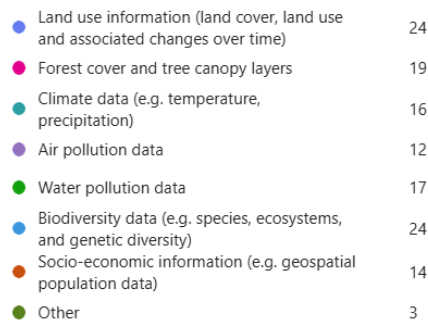 Land use information (land cover, land use
and associated changes over time) 24
Forest cover and tree canopy layers 19
Climate data (e.g. temperature,
precipitation) 16
Air pollution data 12
Water pollution data 17
Biodiversity data (e.g. species, ecosystems,
and genetic diversity) 24
Socio-economic information (e.g. geospatial
population data) 14
Other 3